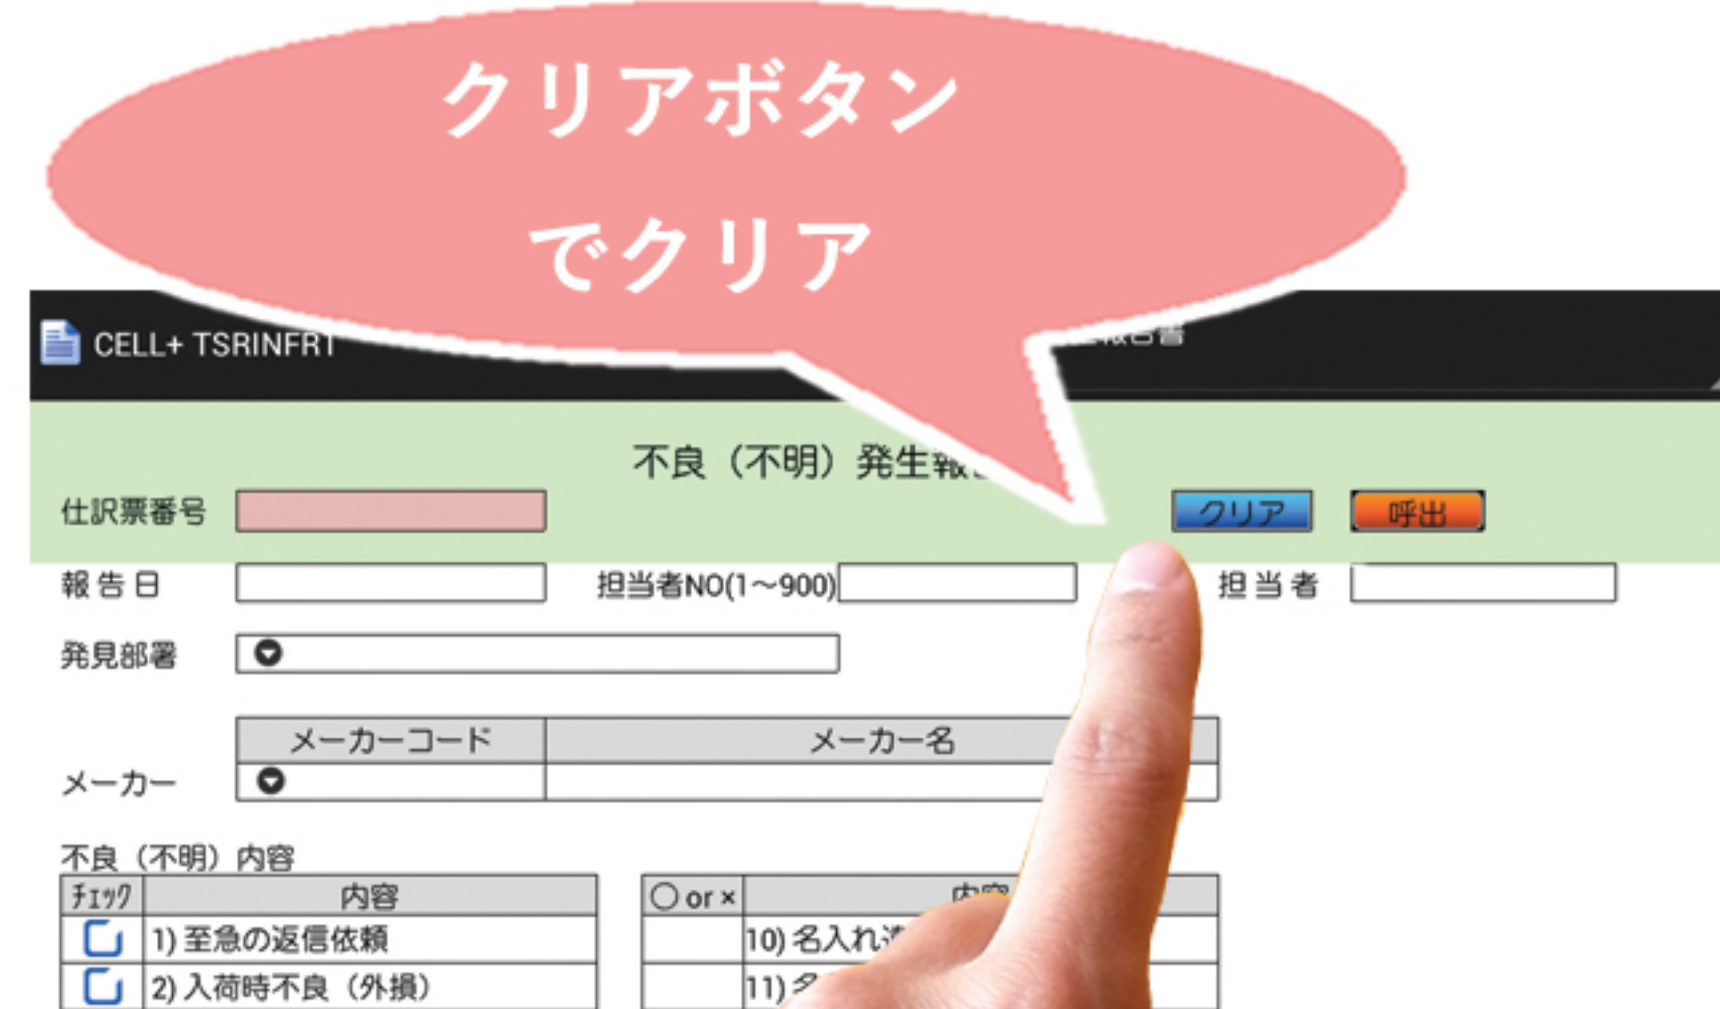 クリアボタン
でクリア
CELL+ TSRINFR1
不良（不明）発生報
仕訳票番号
クリア
呼出
報告日
担当者NO(1～900)
担当者
発見部署
メーカーコード
メーカー名
メーカー
不良（不明）内容
ﾁｪｯｸ 内容
1) 至急の返信依頼
2) 入荷時不良（外損）
○ or × 内容
10) 名入れ
11)